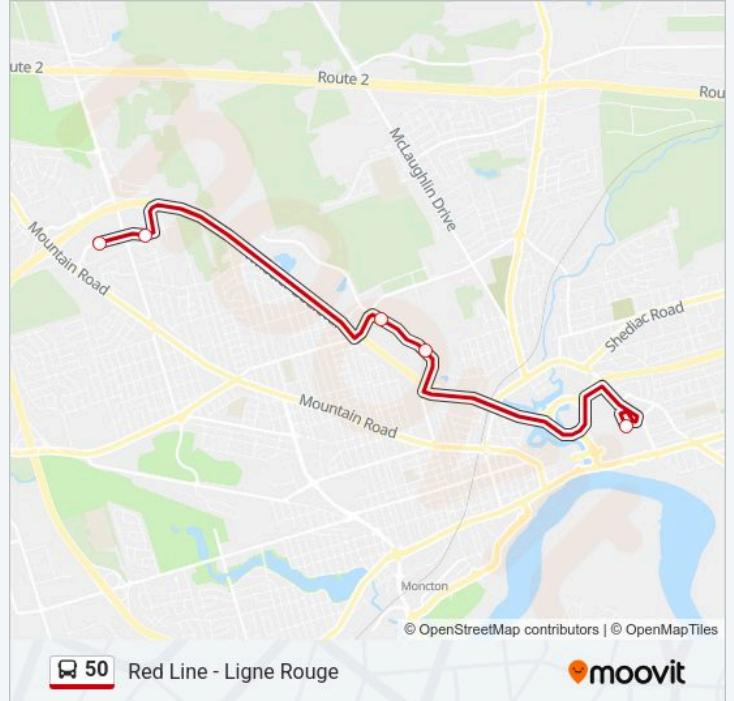 ute 2
Route 2
Rou
McLaughlin Drive
Mountain Road
Shediac Road
Mountain Road
Moncton
© OpenStreetMap contributors | © OpenMapTiles
50 Red Line - Ligne Rouge
moovit